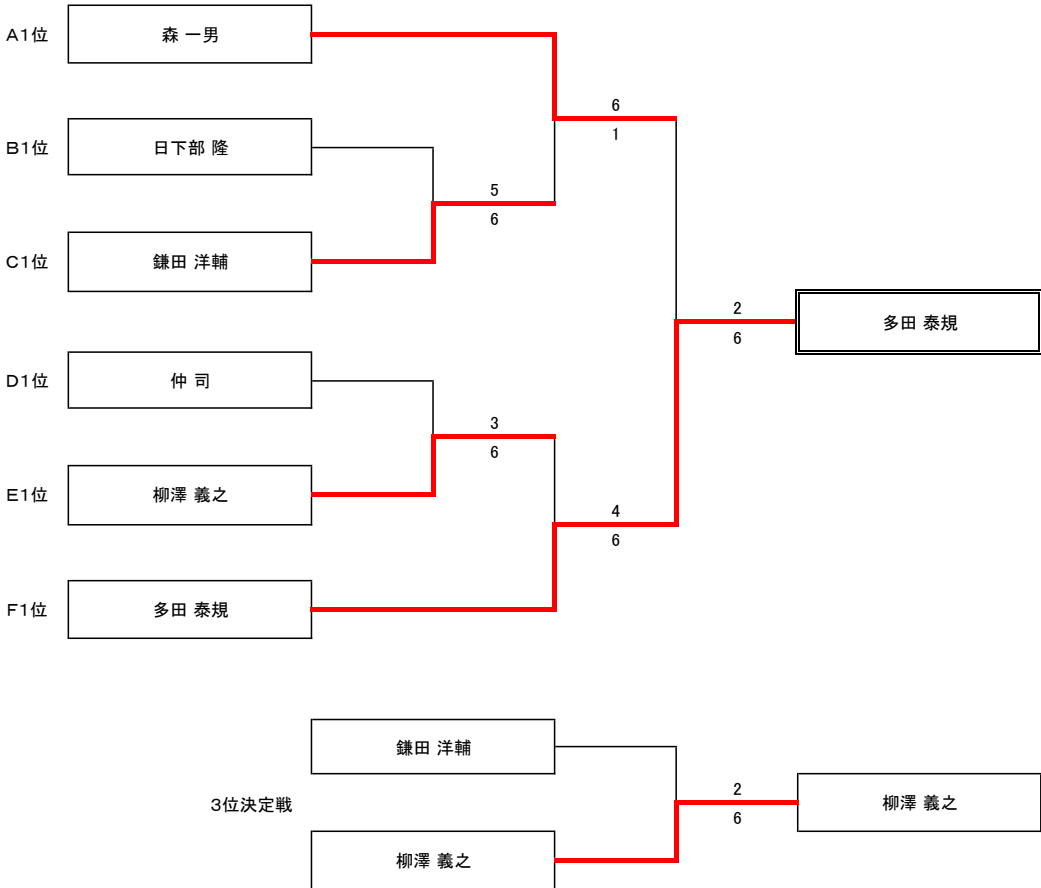 A1位 森 一男
6
1
B1位 日下部 隆
5
6
C1位 鎌田 洋輔
2
6
多田 泰規
D1位 仲 司
3
6
E1位 柳澤 義之
4
6
F1位 多田 泰規
鎌田 洋輔
3位決定戦
2
6
柳澤 義之
柳澤 義之